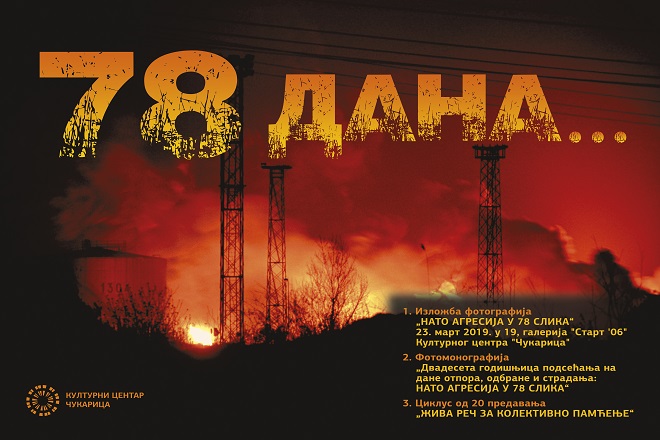 78 ДАНА...
1306
1. Изложба фотографија
„НАТО АГРЕСИЈА У 78 СЛИКА“
23. март 2019. у 19, галерија "Старт '06"
Културног центра "Чукарица"
2. Фотомонографија
„Двадесета годишњица подсећања на
дане отпора, одбране и страдања:
НАТО АГРЕСИЈА У 78 СЛИКА“
3. Циклус од 20 предавања
„ЖИВА РЕЧ ЗА КОЛЕКТИВНО ПАМЋЕЊЕ“
КУЛТУРНИ ЦЕНТАР
ЧУКАРИЦА